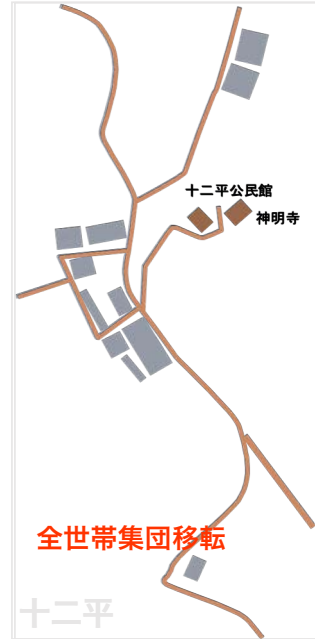 十二平公民館
神明寺
全世帯集団移転
十二平